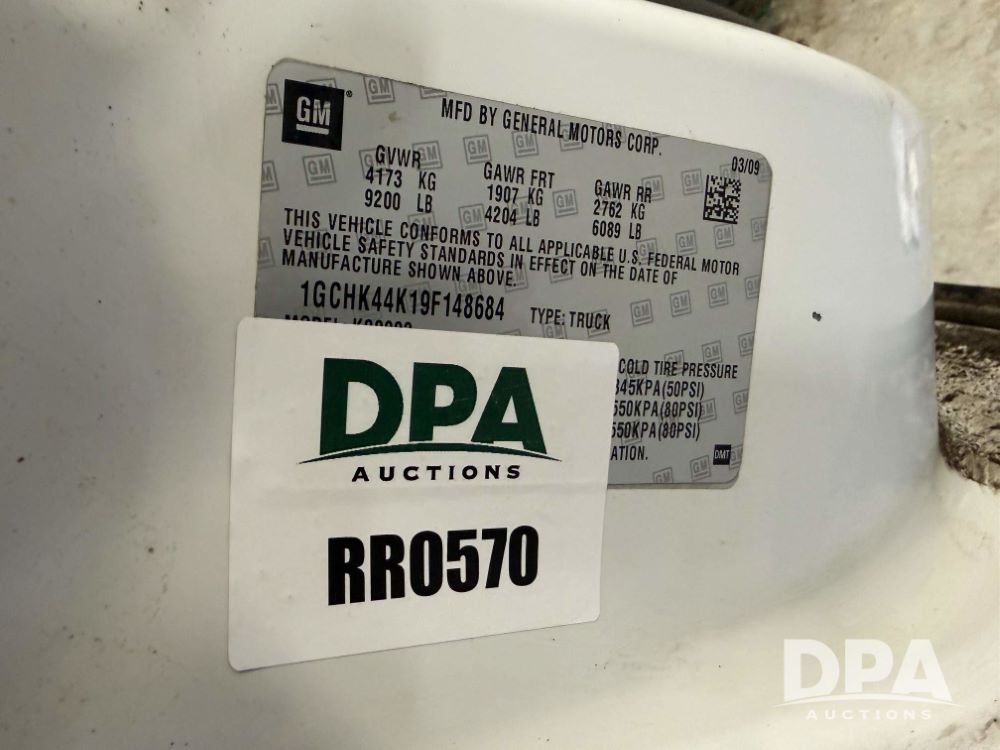 GM
MFD BY GENERAL MOTORS CORP.
03/09
GVWR GAWR FRT GAWR RR
4173 KG 1907 KG 2762 KG
9200 LB 4204 LB 6089 LB
THIS VEHICLE CONFORMS TO ALL APPLICABLE U.S. FEDERAL MOTOR
VEHICLE SAFETY STANDARDS IN EFFECT ON THE DATE OF
MANUFACTURE SHOWN ABOVE.
1GCHK44K19F148684 TYPE: TRUCK
COLD TIRE PRESSURE
345KPA(50PSI)
550KPA(80PSI)
550KPA(80PSI)
ATION.
DMT
DPA
AUCTIONS
RR0570
DPA
AUCTIONS